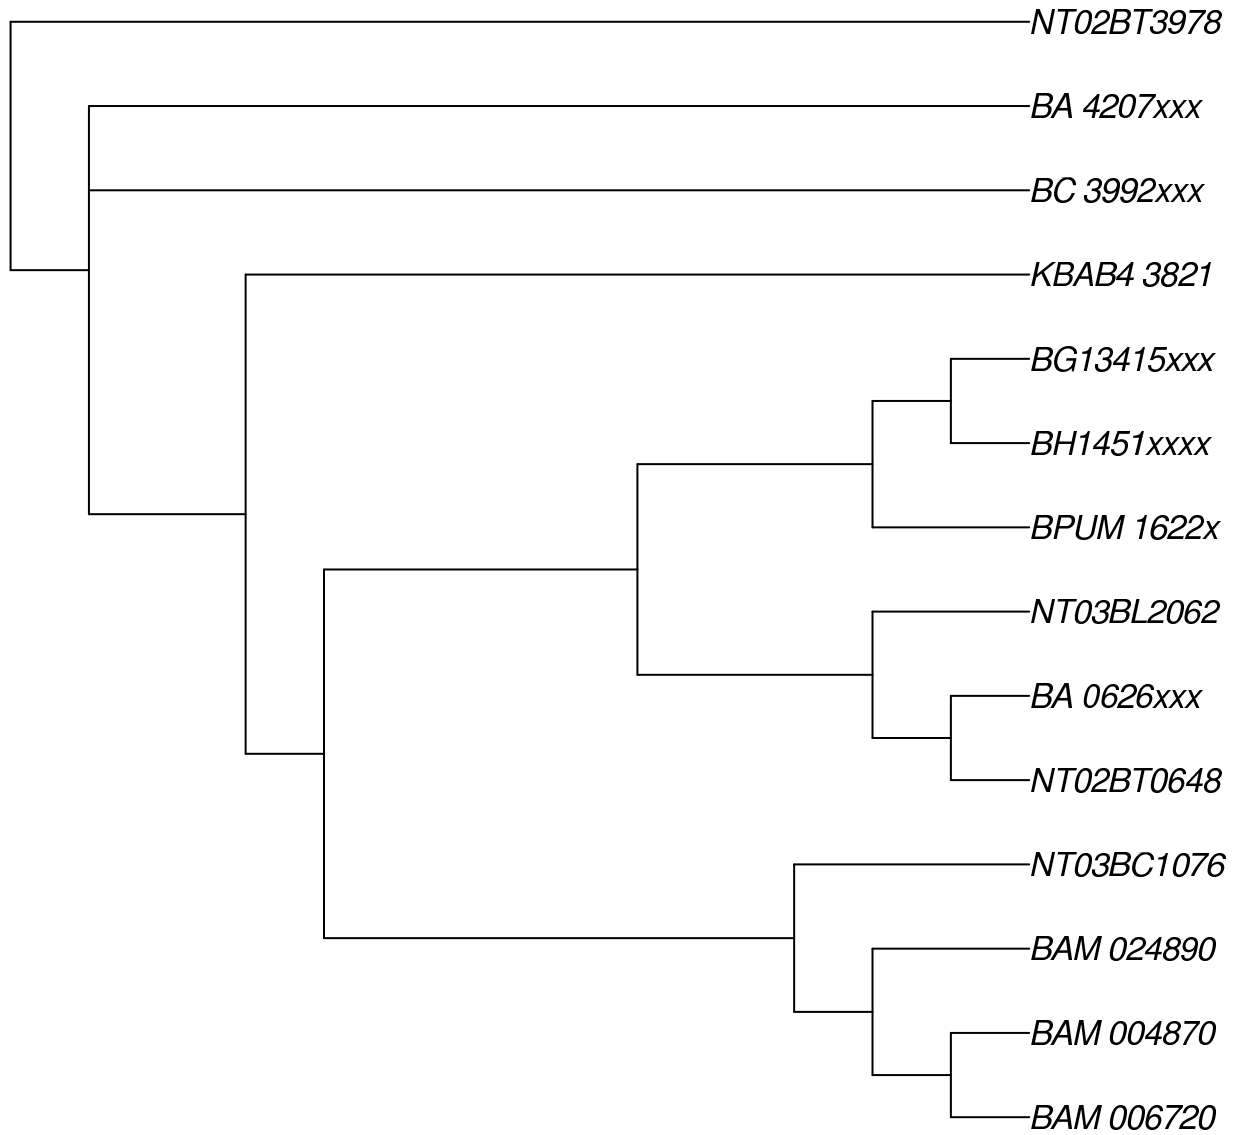 NT02BT3978
BA 4207xxx
BC 3992xxx
KBAB4 3821
BG13415xxx
BH1451xxxx
BPUM 1622x
NT03BL2062
BA 0626xxx
NT02BT0648
NT03BC1076
BAM 024890
BAM 004870
BAM 006720